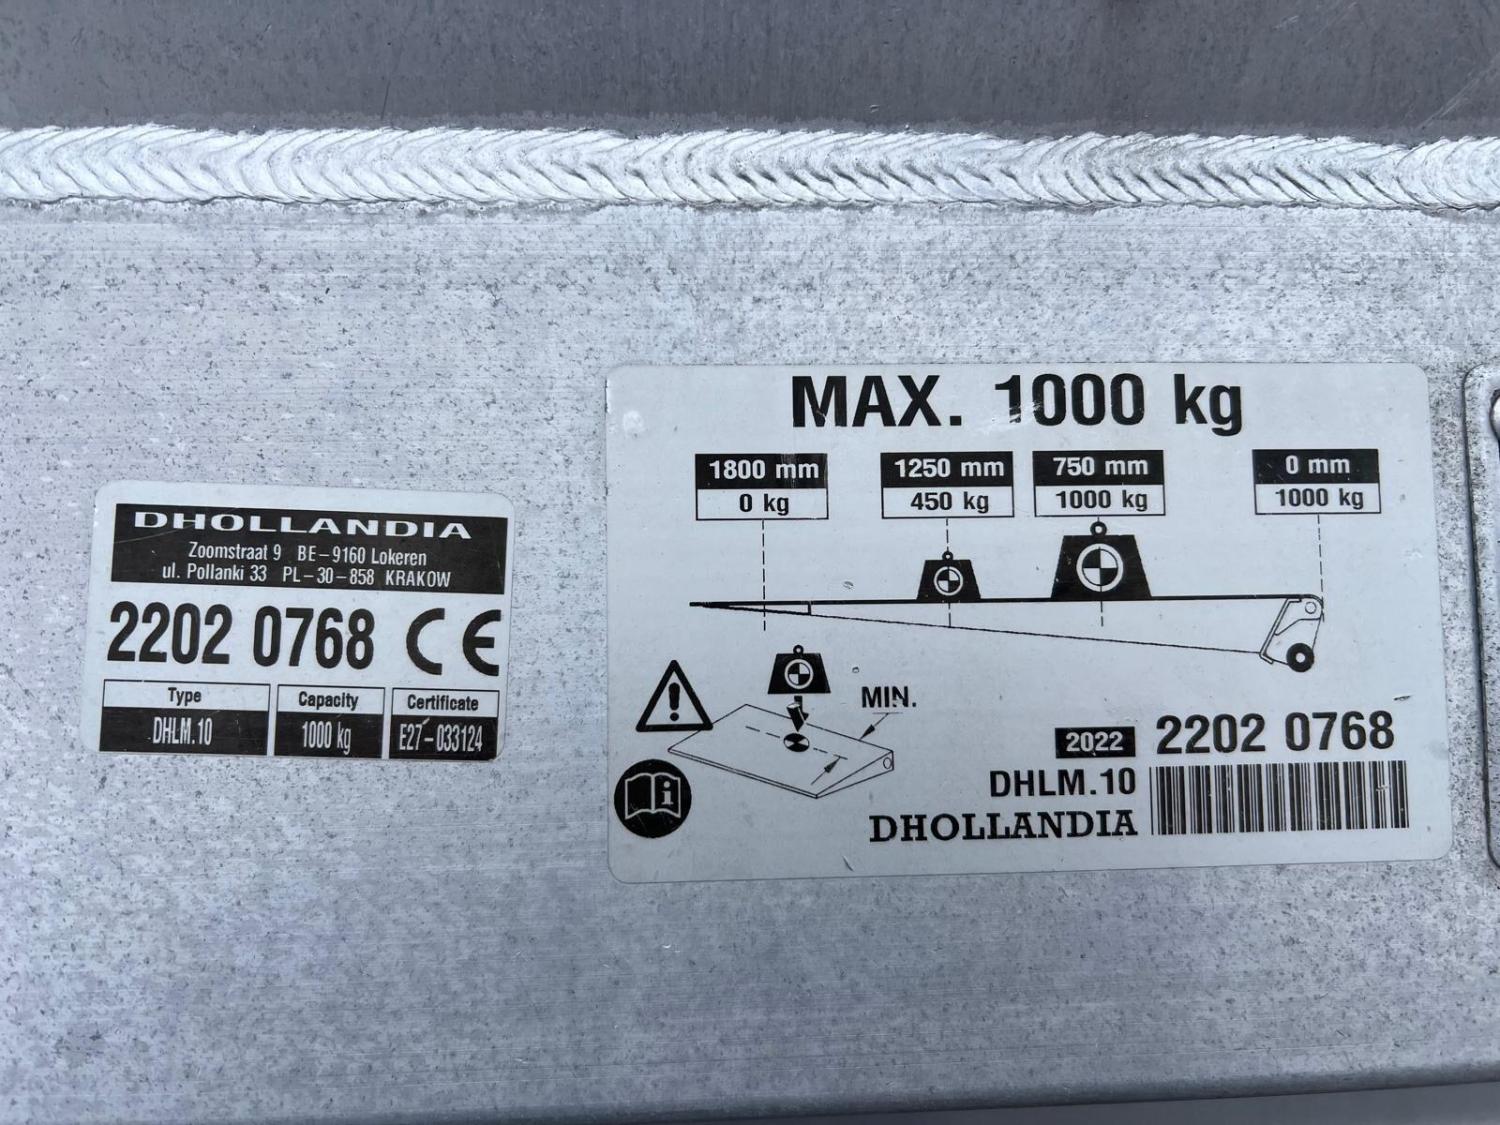 DHOLLANDIA
Zoomstraat 9 BE-9160 Lokeren
ul. Pollanki 33 PL-30-858 KRAKOW
2202 0768 CE
Type Capacity Certificate
DHLM.10 1000 kg E27-033124
MAX. 1000 kg
1800 mm 1250 mm 750 mm 0 mm
0 kg 450 kg 1000 kg 1000 kg
MIN.
2022 2202 0768
DHLM.10
DHOLLANDIA